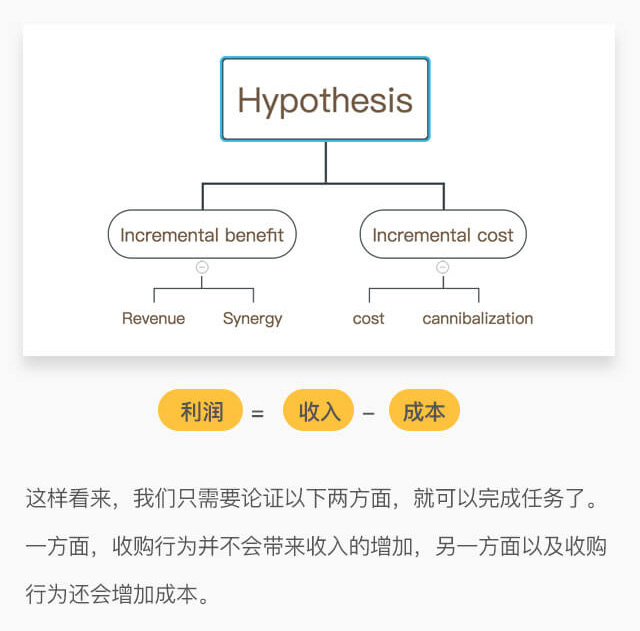 Hypothesis
Incremental benefit Incremental cost
Revenue Synergy cost cannibalization
利润 = 收入 – 成本
这样看来，我们只需要论证以下两方面，就可以完成任务了。
一方面，收购行为并不会带来收入的增加，另一方面以及收购
行为还会增加成本。